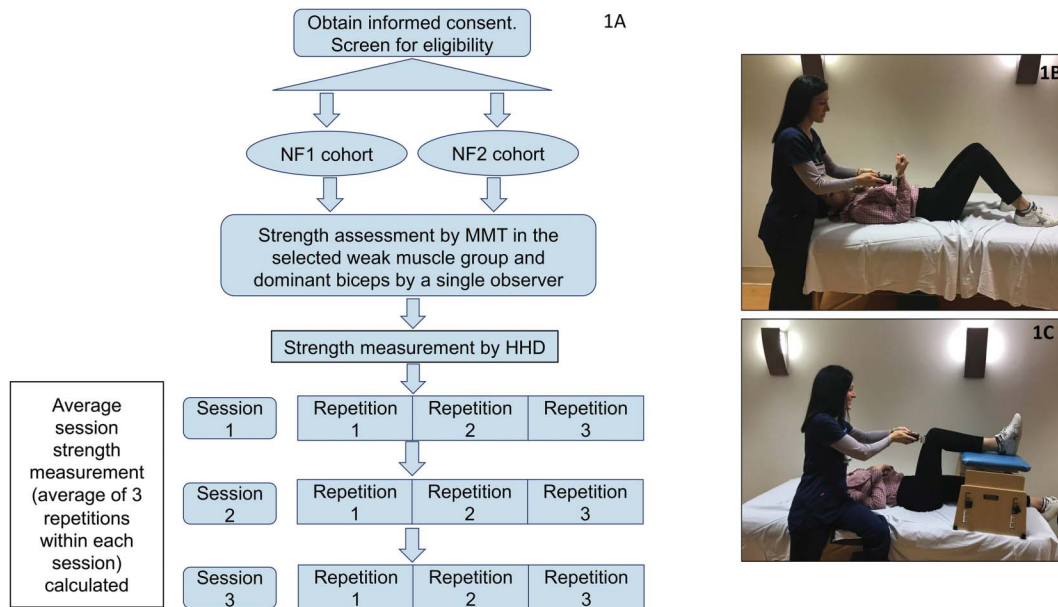 1A
Obtain informed consent.
Screen for eligibility
NF1 cohort
NF2 cohort
Strength assessment by MMT in the
selected weak muscle group and
dominant biceps by a single observer
Strength measurement by HHD
Average
session
strength
measurement
(average of 3
repetitions
within each
session)
calculated
Session
1
Repetition
1
Repetition
2
Repetition
3
Session
2
Repetition
1
Repetition
2
Repetition
3
Session
3
Repetition
1
Repetition
2
Repetition
3
1B
1C